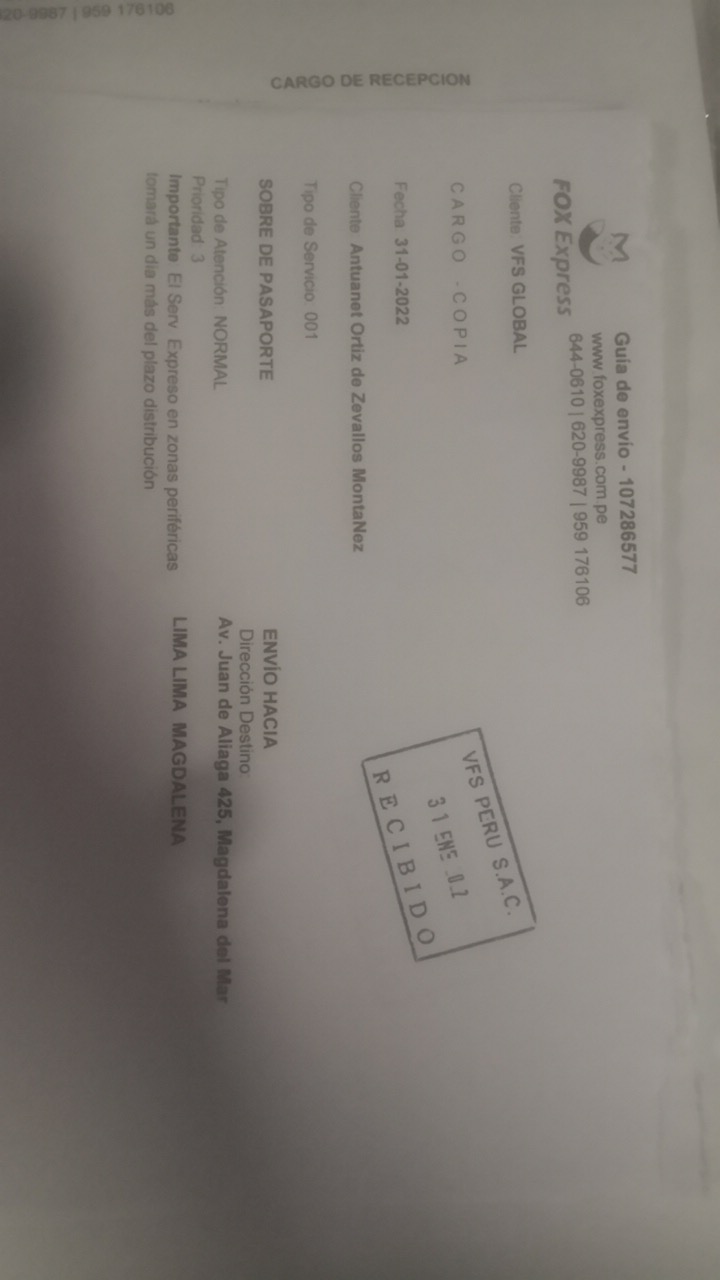 620-9987 | 959 176106
CARGO DE RECEPCION
Guía de envío - 107286577
www.foxexpress.com.pe
644-0610 | 620-9987 | 959 176106
FOX Express
Cliente: VFS GLOBAL
CARGO - COPIA
Fecha 31-01-2022
Cliente: Antuanet Ortiz de Zevallos MontaNez
Tipo de Servicio 001
SOBRE DE PASAPORTE
Tipo de Atención NORMAL
Prioridad 3
Importante El Serv. Expreso en zonas periféricas
tomará un día más del plazo distribución
ENVÍO HACIA
Dirección Destino:
Av. Juan de Aliaga 425, Magdalena del Mar
LIMA LIMA MAGDALENA
VFS PERU S.A.C.
31 ENE
RECIBIDO